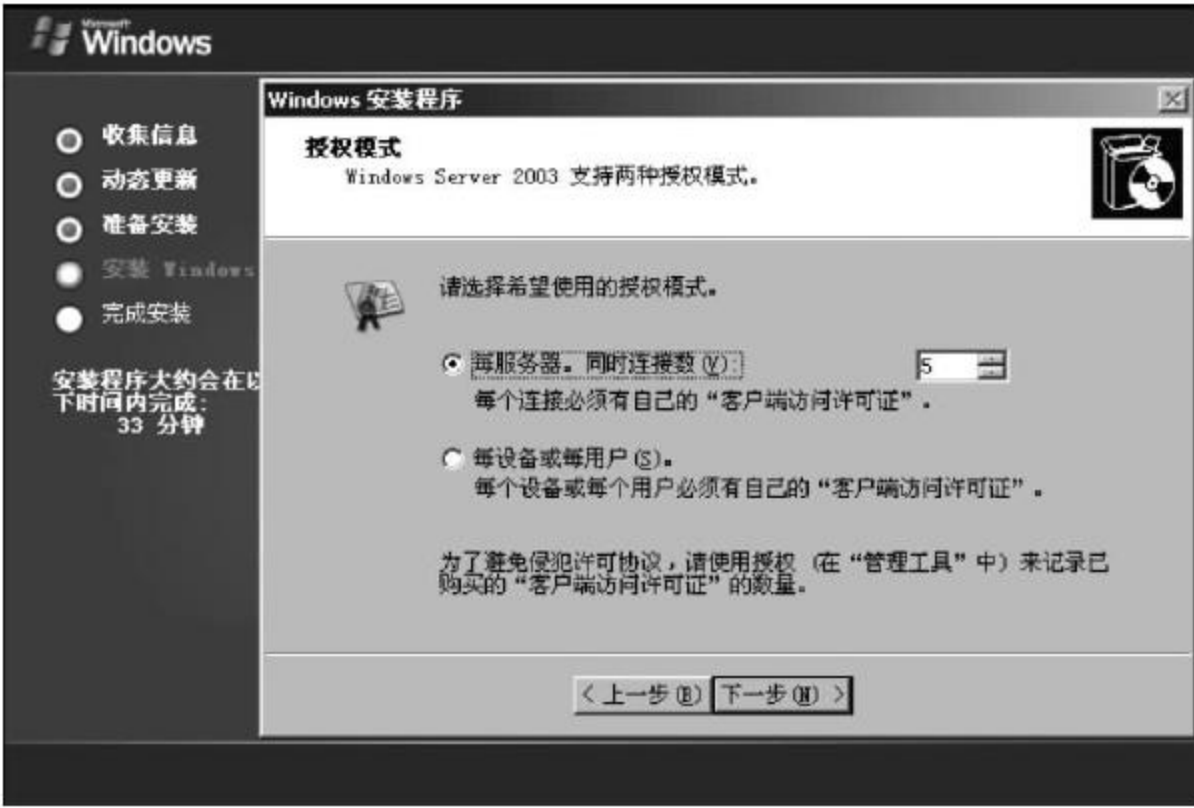 Microsoft
Windows
收集信息
动态更新
准备安装
安装 Windows
完成安装
安装程序大约会在以
下时间内完成:
33 分钟
Windows 安装程序
授权模式
Windows Server 2003 支持两种授权模式。
请选择希望使用的授权模式。
每服务器。同时连接数(V):
5
每个连接必须有自己的“客户端访问许可证”。
每设备或每用户(S)。
每个设备或每个用户必须有自己的“客户端访问许可证”。
为了避免侵犯许可协议，请使用授权（在“管理工具”中）来记录已
购买的“客户端访问许可证”的数量。
< 上一步(B)
下一步(N) >